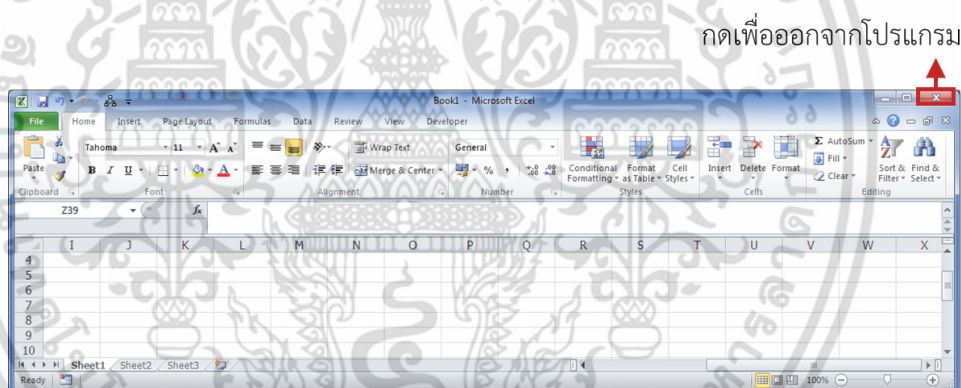 กดเพื่อออกจากโปรแกรม
Book1 - Microsoft Excel
File Home Insert Page Layout Formulas Data Review View Developer
Tahoma 11 A A Wrap Text General Σ AutoSum
Fill
Clear
Paste B I U A Merge & Center % , .0 .00 .00 .0 Conditional Formatting Format as Table Cell Styles Insert Delete Format Sort & Filter Find & Select
Clipboard Font Alignment Number Styles Cells Editing
Z39 fx
I J K L M N O P Q R S T U V W X
4
5
6
7
8
9
10
Sheet1 Sheet2 Sheet3
Ready 100%